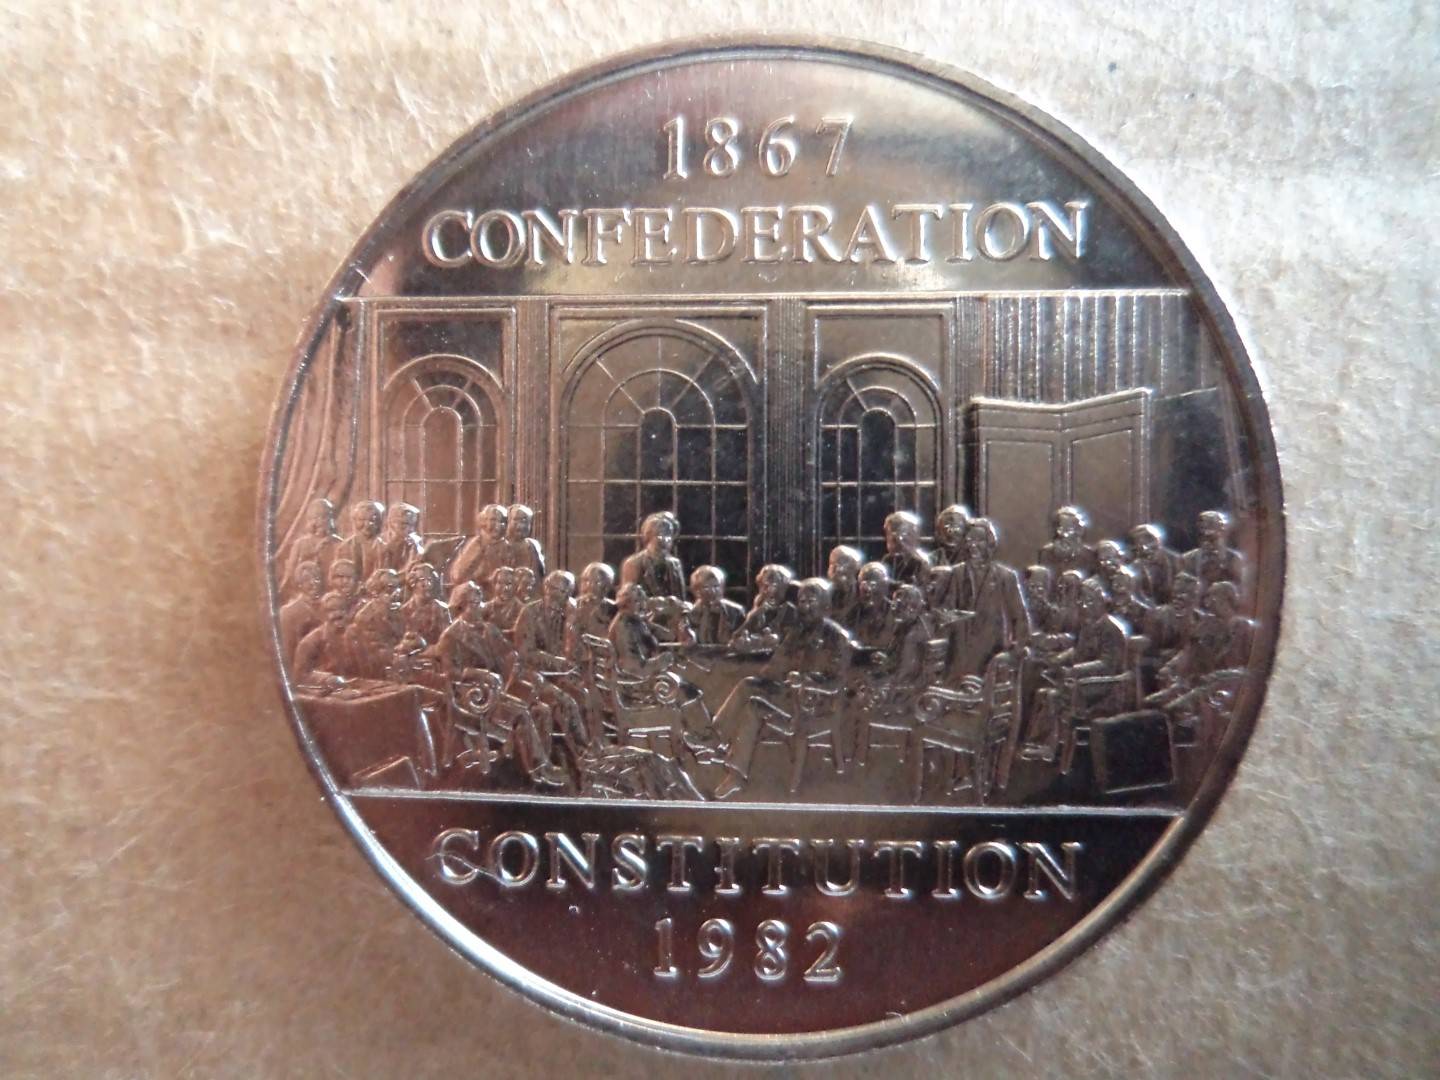 1867
CONFEDERATION
CONSTITUTION
1982